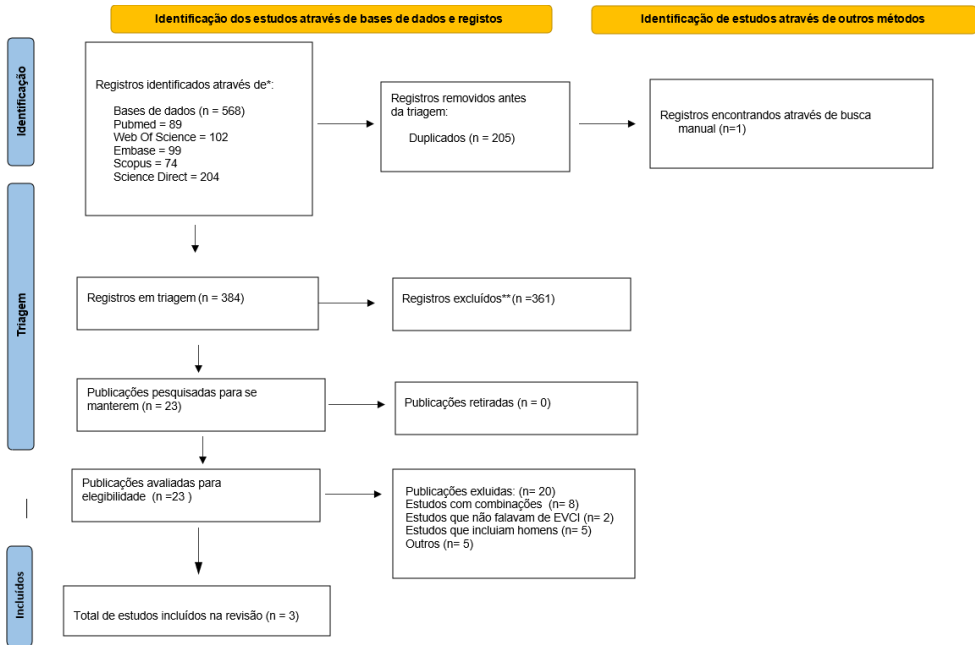 Identificação dos estudos através de bases de dados e registos
Identificação de estudos através de outros métodos
Identificação
Registros identificados através de*:
Bases de dados (n = 568)
Pubmed = 89
Web Of Science = 102
Embase = 99
Scopus = 74
Science Direct = 204
Registros removidos antes
da triagem:
Duplicados (n = 205)
Registros encontrandos através de busca
manual (n=1)
Triagem
Registros em triagem (n = 384)
Registros excluídos** (n =361)
Publicações pesquisadas para se
manterem (n = 23)
Publicações retiradas (n = 0)
Publicações avaliadas para
elegibilidade (n =23 )
Publicações exluidas: (n= 20)
Estudos com combinações (n= 8)
Estudos que não falavam de EVCI (n= 2)
Estudos que incluiam homens (n= 5)
Outros (n= 5)
Incluídos
Total de estudos incluídos na revisão (n = 3)